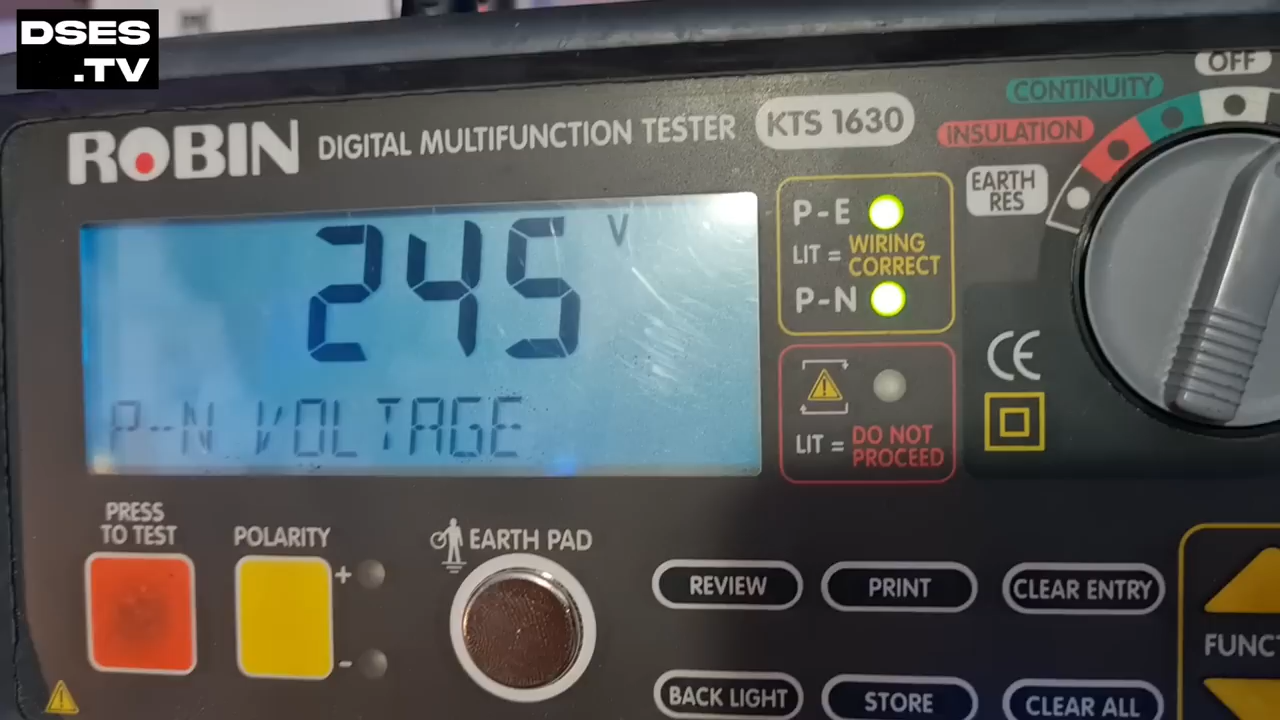 DSES
.TV
OFF
CONTINUITY
ROBIN DIGITAL MULTIFUNCTION TESTER KTS 1630
INSULATION
EARTH
RES
245 V
P-N VOLTAGE
P-E
LIT = WIRING
CORRECT
P-N
CE
LIT = DO NOT
PROCEED
PRESS
TO TEST
POLARITY
+
-
EARTH PAD
REVIEW
PRINT
CLEAR ENTRY
FUNCT
BACK LIGHT
STORE
CLEAR ALL